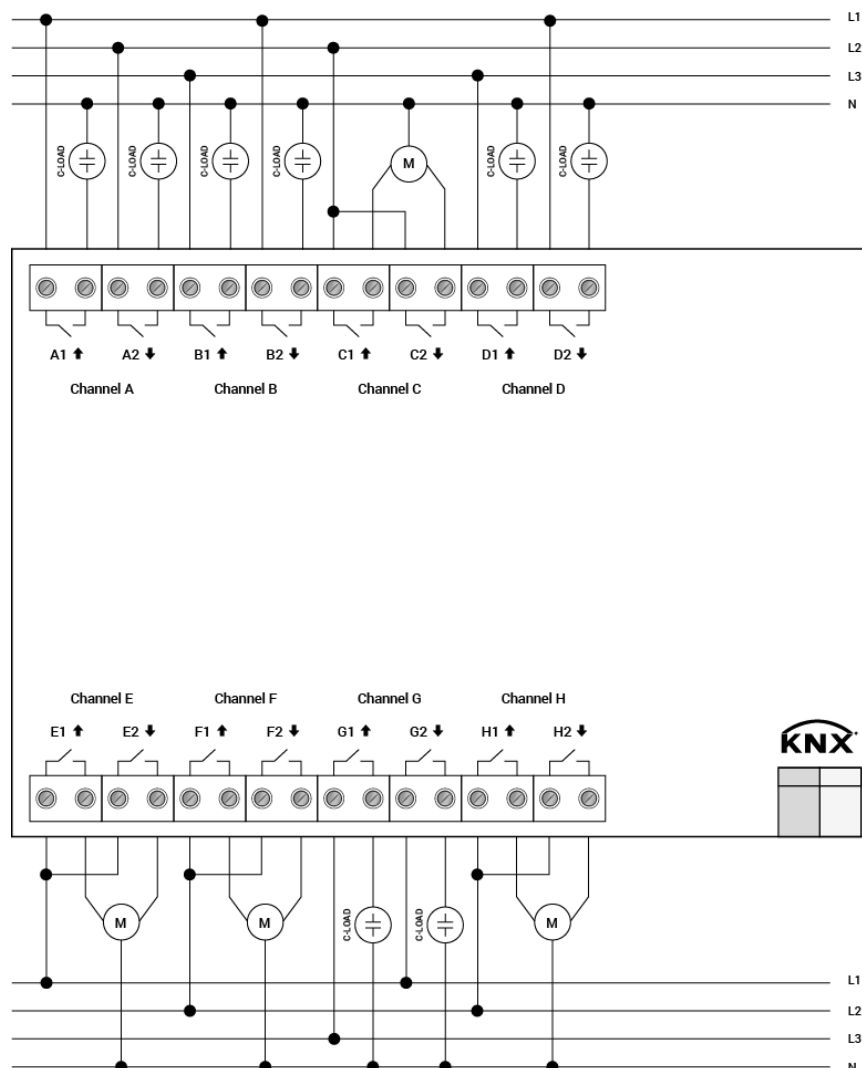 L1
L2
L3
N
C-LOAD C-LOAD C-LOAD C-LOAD M C-LOAD C-LOAD
A1 A2 B1 B2 C1 C2 D1 D2
Channel A Channel B Channel C Channel D
Channel E Channel F Channel G Channel H
E1 E2 F1 F2 G1 G2 H1 H2
KNX
M M C-LOAD C-LOAD M
L1
L2
L3
N